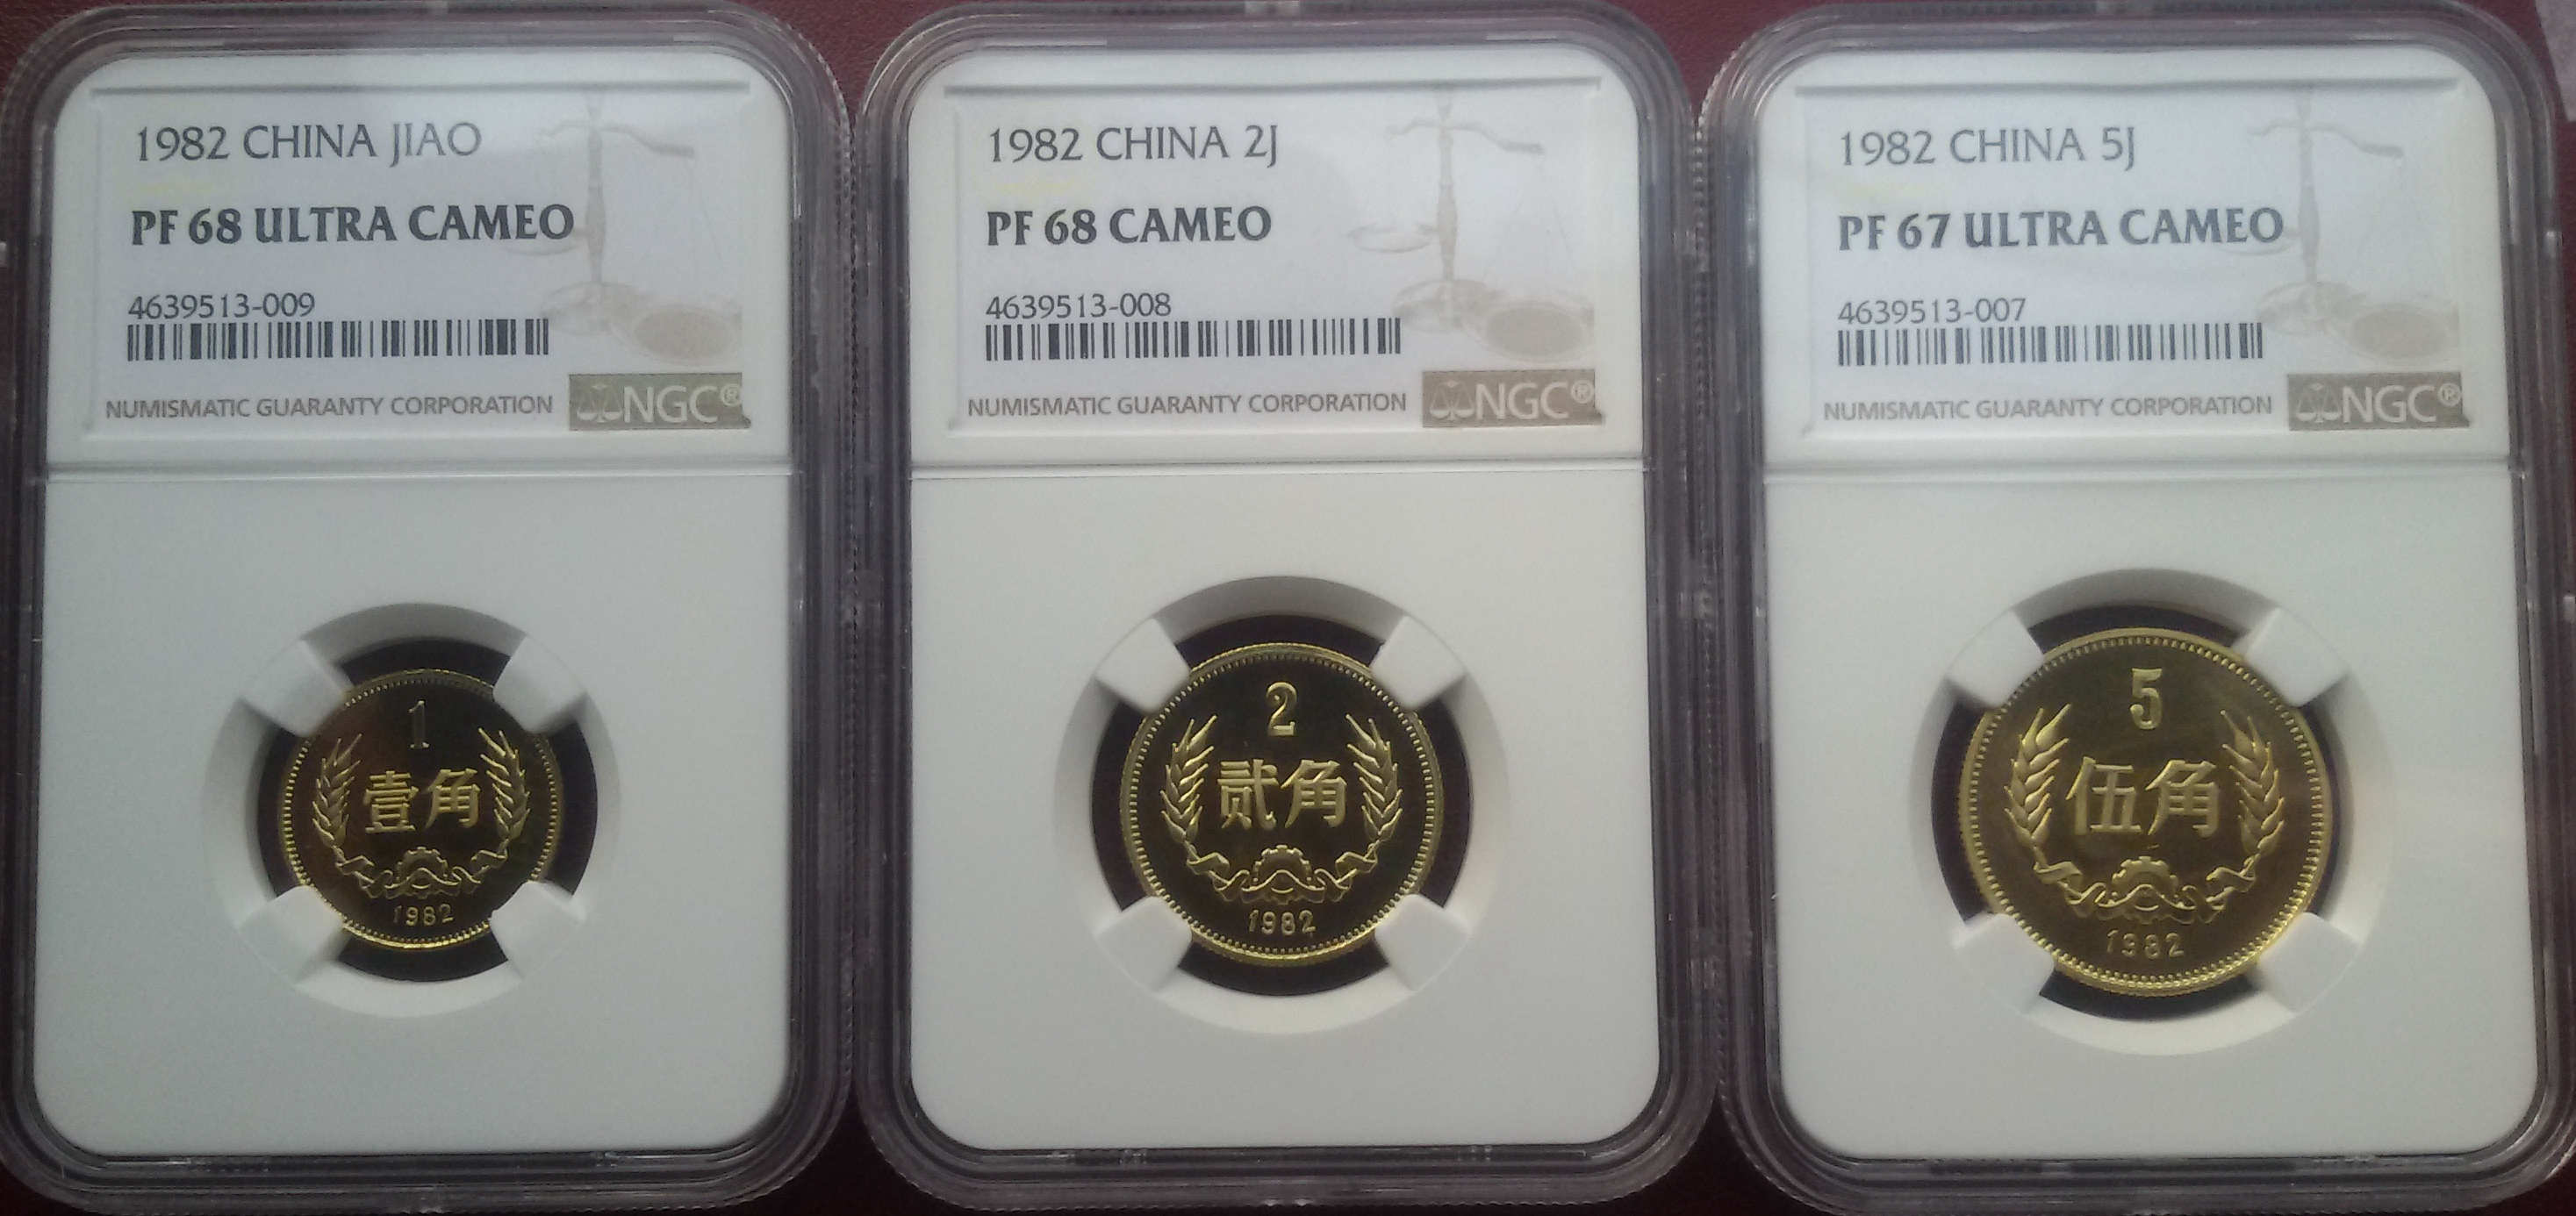 1982 CHINA JIAO
PF 68 ULTRA CAMEO
4639513-009
NUMISMATIC GUARANTY CORPORATION NGC®
1
壹角
1982
1982 CHINA 2J
PF 68 CAMEO
4639513-008
NUMISMATIC GUARANTY CORPORATION NGC®
2
贰角
1982
1982 CHINA 5J
PF 67 ULTRA CAMEO
4639513-007
NUMISMATIC GUARANTY CORPORATION NGC®
5
伍角
1982